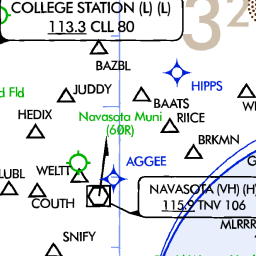 COLLEGE STATION (L) (L)
113.3 CLL 80
32
BAZBL
HIPPS
JUDDY
d Fld
BAATS
HEDIX
Navasota Muni
(60R)
RIICE
BRKMN
AGGEE
WELTT
LUBL
COUTH
NAVASOTA (VH) (H)
115.9 TNV 106
MLRRR
SNIFY